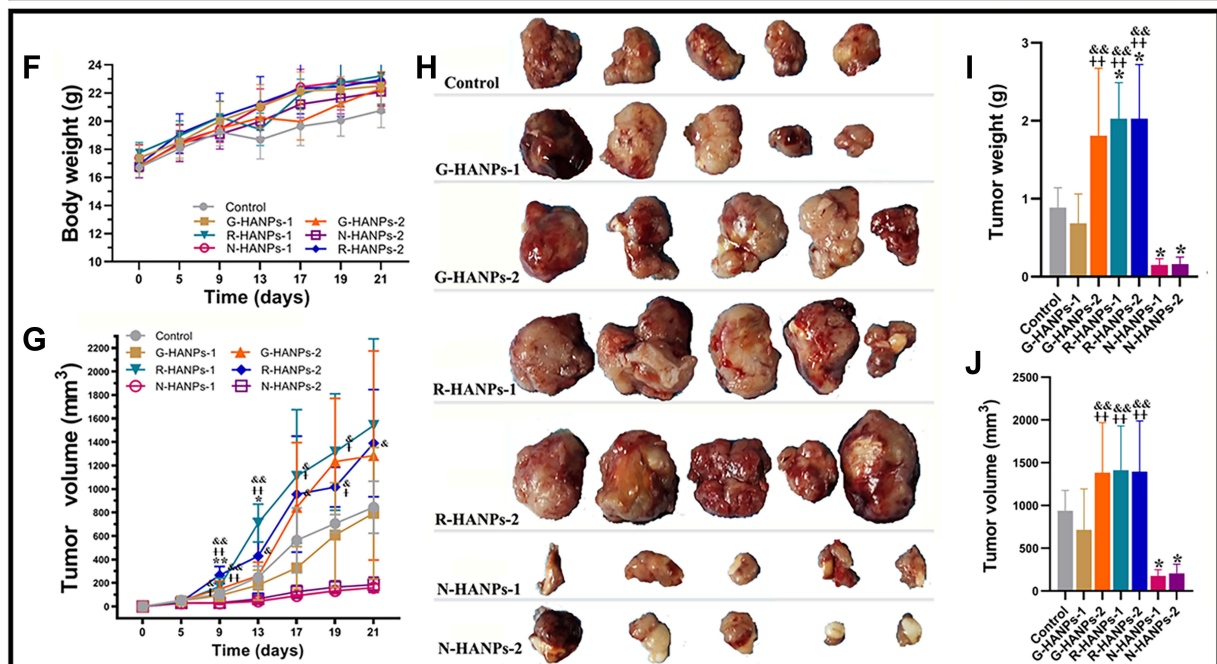 F
Body weight (g)
24
22
20
18
16
14
12
10
Control
G-HANPs-1 G-HANPs-2
R-HANPs-1 N-HANPs-2
N-HANPs-1 R-HANPs-2
0 5 9 13 17 19 21
Time (days)
G
Tumor volume (mm3)
Control
G-HANPs-1 G-HANPs-2
R-HANPs-1 R-HANPs-2
N-HANPs-1 N-HANPs-2
2200
2000
1800
1600
1400
1200
1000
800
600
400
200
0
&&
‡‡
**
&&
‡‡
&&
‡‡
*
&
&
‡
&
&
‡
&
‡
&
0 5 9 13 17 19 21
Time (days)
H
Control
G-HANPs-1
G-HANPs-2
R-HANPs-1
R-HANPs-2
N-HANPs-1
N-HANPs-2
I
Tumor weight (g)
3
2
1
0
&& ‡‡
&& ‡‡ *
&& ‡‡ *
*
*
Control G-HANPs-1 G-HANPs-2 R-HANPs-1 R-HANPs-2 N-HANPs-1 N-HANPs-2
J
Tumor volume (mm3)
2500
2000
1500
1000
500
0
&& ‡‡
&& ‡‡
&& ‡‡
*
*
Control G-HANPs-1 G-HANPs-2 R-HANPs-1 R-HANPs-2 N-HANPs-1 N-HANPs-2